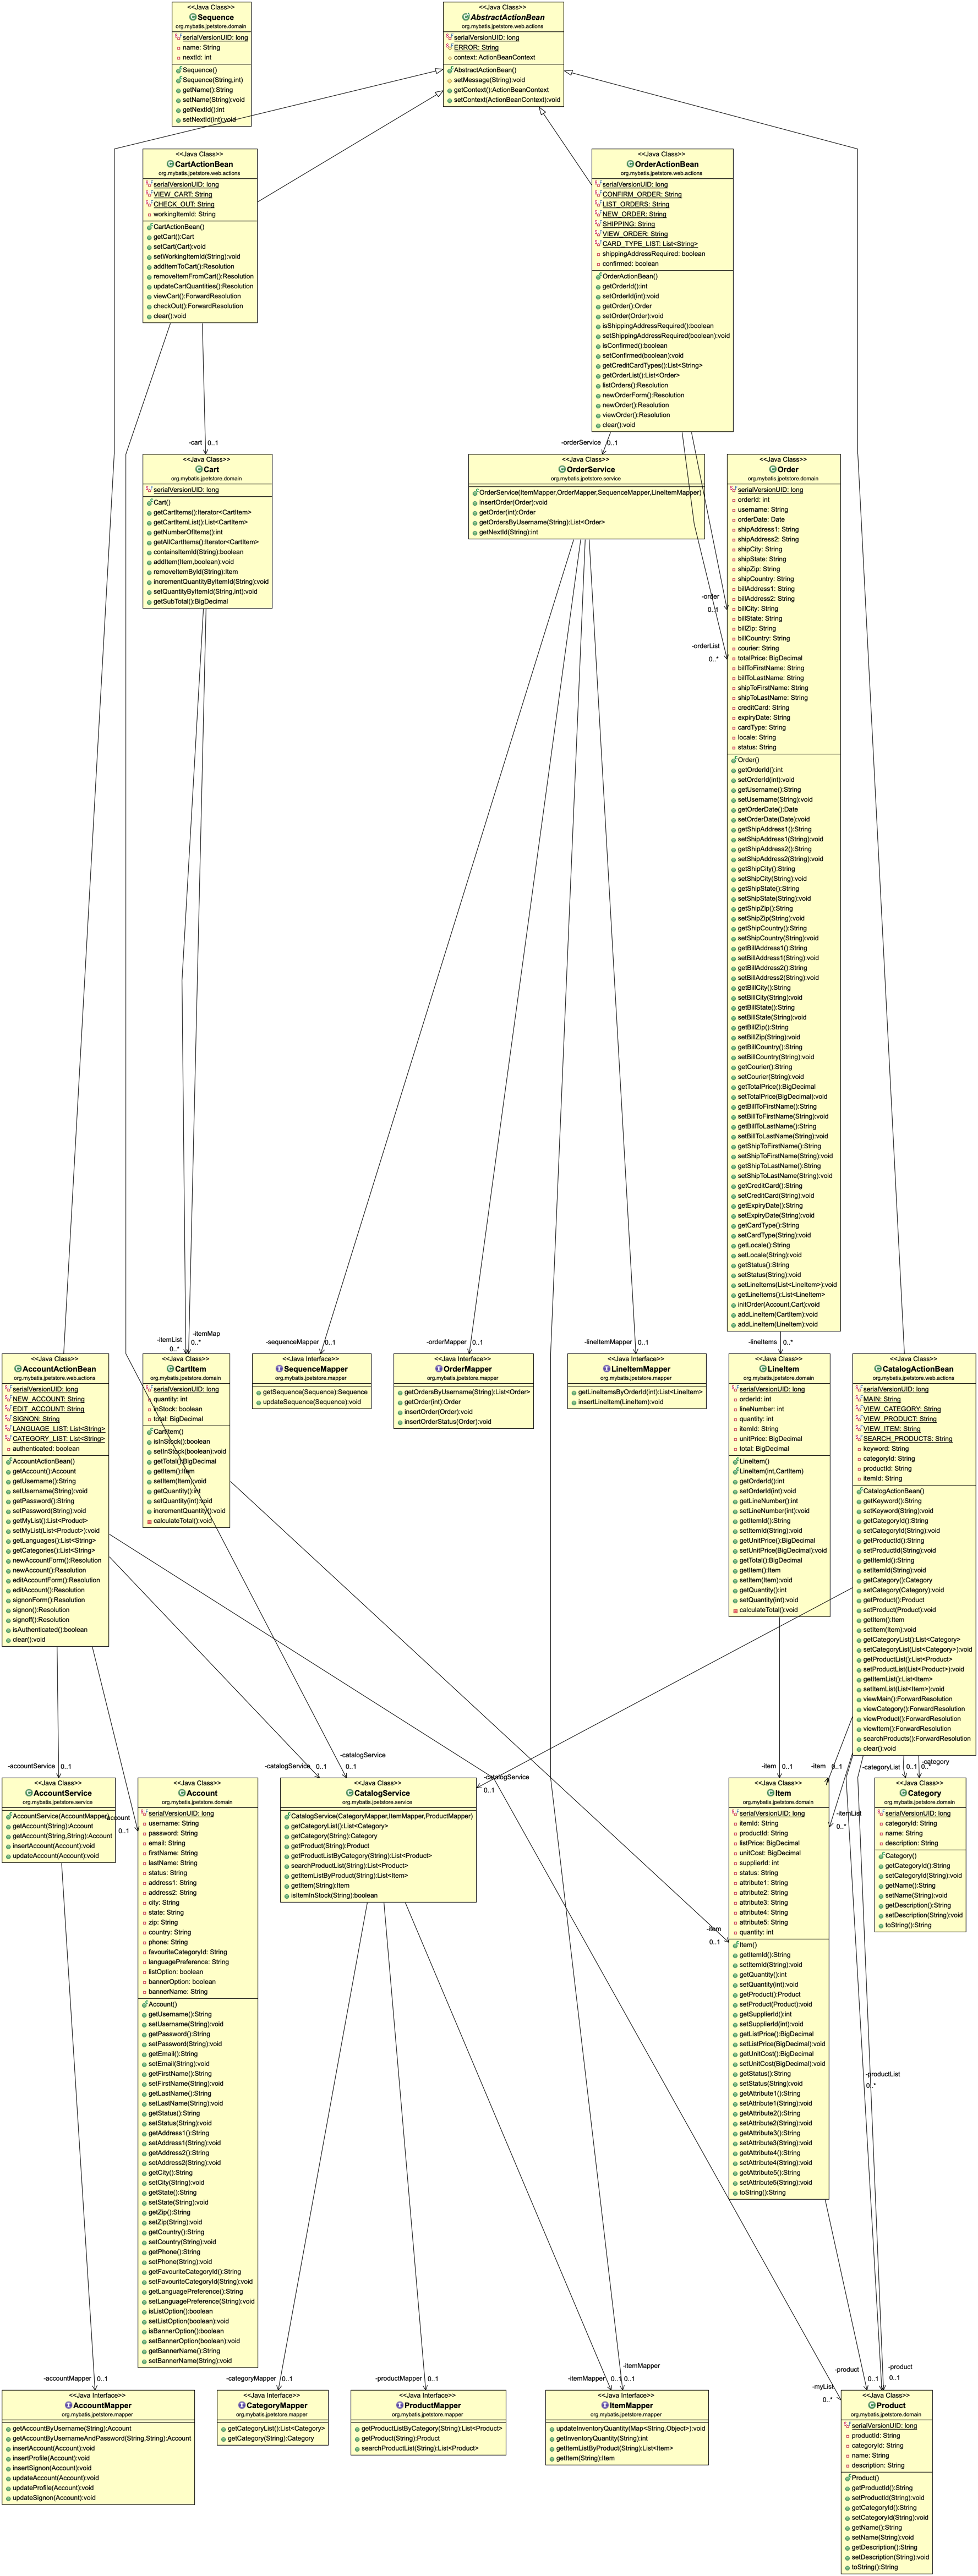 <<Java Class>>
Sequence
org.mybatis.jpetstore.domain
serialVersionUID: long
name: String
nextId: int
Sequence()
Sequence(String,int)
getName():String
setName(String):void
getNextId():int
setNextId(int):void
<<Java Class>>
AbstractActionBean
org.mybatis.jpetstore.web.actions
serialVersionUID: long
ERROR: String
context: ActionBeanContext
AbstractActionBean()
setMessage(String):void
getContext():ActionBeanContext
setContext(ActionBeanContext):void
<<Java Class>>
CartActionBean
org.mybatis.jpetstore.web.actions
serialVersionUID: long
VIEW_CART: String
CHECK_OUT: String
workingItemId: String
CartActionBean()
getCart():Cart
setCart(Cart):void
setWorkingItemId(String):void
addItemToCart():Resolution
removeItemFromCart():Resolution
updateCartQuantities():Resolution
viewCart():ForwardResolution
checkOut():ForwardResolution
clear():void
<<Java Class>>
OrderActionBean
org.mybatis.jpetstore.web.actions
serialVersionUID: long
CONFIRM_ORDER: String
LIST_ORDERS: String
NEW_ORDER: String
SHIPPING: String
VIEW_ORDER: String
CARD_TYPE_LIST: List<String>
shippingAddressRequired: boolean
confirmed: boolean
OrderActionBean()
getOrderId():int
setOrderId(int):void
getOrder():Order
setOrder(Order):void
isShippingAddressRequired():boolean
setShippingAddressRequired(boolean):void
isConfirmed():boolean
setConfirmed(boolean):void
getCreditCardTypes():List<String>
getOrderList():List<Order>
listOrders():Resolution
newOrderForm():Resolution
newOrder():Resolution
viewOrder():Resolution
clear():void
-cart 0..1
-orderService 0..1
<<Java Class>>
Cart
org.mybatis.jpetstore.domain
serialVersionUID: long
Cart()
getCartItems():Iterator<CartItem>
getCartItemList():List<CartItem>
getNumberOfItems():int
getAllCartItems():Iterator<CartItem>
containsItemId(String):boolean
addItem(Item,boolean):void
removeItemById(String):Item
incrementQuantityByItemId(String):void
setQuantityByItemId(String,int):void
getSubTotal():BigDecimal
<<Java Class>>
OrderService
org.mybatis.jpetstore.service
OrderService(ItemMapper,OrderMapper,SequenceMapper,LineItemMapper)
insertOrder(Order):void
getOrder(int):Order
getOrdersByUsername(String):List<Order>
getNextId(String):int
-order
0..1
-orderList
0..*
<<Java Class>>
Order
org.mybatis.jpetstore.domain
serialVersionUID: long
orderId: int
username: String
orderDate: Date
shipAddress1: String
shipAddress2: String
shipCity: String
shipState: String
shipZip: String
shipCountry: String
billAddress1: String
billAddress2: String
billCity: String
billState: String
billZip: String
billCountry: String
courier: String
totalPrice: BigDecimal
billToFirstName: String
billToLastName: String
shipToFirstName: String
shipToLastName: String
creditCard: String
expiryDate: String
cardType: String
locale: String
status: String
Order()
getOrderId():int
setOrderId(int):void
getUsername():String
setUsername(String):void
getOrderDate():Date
setOrderDate(Date):void
getShipAddress1():String
setShipAddress1(String):void
getShipAddress2():String
setShipAddress2(String):void
getShipCity():String
setShipCity(String):void
getShipState():String
setShipState(String):void
getShipZip():String
setShipZip(String):void
getShipCountry():String
setShipCountry(String):void
getBillAddress1():String
setBillAddress1(String):void
getBillAddress2():String
setBillAddress2(String):void
getBillCity():String
setBillCity(String):void
getBillState():String
setBillState(String):void
getBillZip():String
setBillZip(String):void
getBillCountry():String
setBillCountry(String):void
getCourier():String
setCourier(String):void
getTotalPrice():BigDecimal
setTotalPrice(BigDecimal):void
getBillToFirstName():String
setBillToFirstName(String):void
getBillToLastName():String
setBillToLastName(String):void
getShipToFirstName():String
setShipToFirstName(String):void
getShipToLastName():String
setShipToLastName(String):void
getCreditCard():String
setCreditCard(String):void
getExpiryDate():String
setExpiryDate(String):void
getCardType():String
setCardType(String):void
getLocale():String
setLocale(String):void
getStatus():String
setStatus(String):void
setLineItems(List<LineItem>):void
getLineItems():List<LineItem>
initOrder(Account,Cart):void
addLineItem(CartItem):void
addLineItem(LineItem):void
-itemList
0..*
-itemMap
0..*
-sequenceMapper 0..1
-orderMapper 0..1
-lineItemMapper 0..1
-lineItems 0..*
<<Java Class>>
AccountActionBean
org.mybatis.jpetstore.web.actions
serialVersionUID: long
NEW_ACCOUNT: String
EDIT_ACCOUNT: String
SIGNON: String
LANGUAGE_LIST: List<String>
CATEGORY_LIST: List<String>
authenticated: boolean
AccountActionBean()
getAccount():Account
getUsername():String
setUsername(String):void
getPassword():String
setPassword(String):void
getMyList():List<Product>
setMyList(List<Product>):void
getLanguages():List<String>
getCategories():List<String>
newAccountForm():Resolution
newAccount():Resolution
editAccountForm():Resolution
editAccount():Resolution
signonForm():Resolution
signon():Resolution
signoff():Resolution
isAuthenticated():boolean
clear():void
<<Java Class>>
CartItem
org.mybatis.jpetstore.domain
serialVersionUID: long
quantity: int
inStock: boolean
total: BigDecimal
CartItem()
isInStock():boolean
setInStock(boolean):void
getTotal():BigDecimal
getItem():Item
setItem(Item):void
getQuantity():int
setQuantity(int):void
incrementQuantity():void
calculateTotal():void
<<Java Interface>>
SequenceMapper
org.mybatis.jpetstore.mapper
getSequence(Sequence):Sequence
updateSequence(Sequence):void
<<Java Interface>>
OrderMapper
org.mybatis.jpetstore.mapper
getOrdersByUsername(String):List<Order>
getOrder(int):Order
insertOrder(Order):void
insertOrderStatus(Order):void
<<Java Interface>>
LineItemMapper
org.mybatis.jpetstore.mapper
getLineItemsByOrderId(int):List<LineItem>
insertLineItem(LineItem):void
<<Java Class>>
LineItem
org.mybatis.jpetstore.domain
serialVersionUID: long
orderId: int
lineNumber: int
quantity: int
itemId: String
unitPrice: BigDecimal
total: BigDecimal
LineItem()
LineItem(int,CartItem)
getOrderId():int
setOrderId(int):void
getLineNumber():int
setLineNumber(int):void
getItemId():String
setItemId(String):void
getUnitPrice():BigDecimal
setUnitPrice(BigDecimal):void
getTotal():BigDecimal
getItem():Item
setItem(Item):void
getQuantity():int
setQuantity(int):void
calculateTotal():void
<<Java Class>>
CatalogActionBean
org.mybatis.jpetstore.web.actions
serialVersionUID: long
MAIN: String
VIEW_CATEGORY: String
VIEW_PRODUCT: String
VIEW_ITEM: String
SEARCH_PRODUCTS: String
keyword: String
categoryId: String
productId: String
itemId: String
CatalogActionBean()
getKeyword():String
setKeyword(String):void
getCategoryId():String
setCategoryId(String):void
getProductId():String
setProductId(String):void
getItemId():String
setItemId(String):void
getCategory():Category
setCategory(Category):void
getProduct():Product
setProduct(Product):void
getItem():Item
setItem(Item):void
getCategoryList():List<Category>
setCategoryList(List<Category>):void
getProductList():List<Product>
setProductList(List<Product>):void
getItemList():List<Item>
setItemList(List<Item>):void
viewMain():ForwardResolution
viewCategory():ForwardResolution
viewProduct():ForwardResolution
viewItem():ForwardResolution
searchProducts():ForwardResolution
clear():void
-accountService 0..1
-account
0..1
-catalogService 0..1
-catalogService
0..1
-catalogService
0..1
-item 0..1
-item 0..1
-itemList
0..*
-categoryList 0..*
-category
0..1
<<Java Class>>
AccountService
org.mybatis.jpetstore.service
AccountService(AccountMapper)
getAccount(String):Account
getAccount(String,String):Account
insertAccount(Account):void
updateAccount(Account):void
<<Java Class>>
Account
org.mybatis.jpetstore.domain
serialVersionUID: long
username: String
password: String
email: String
firstName: String
lastName: String
status: String
address1: String
address2: String
city: String
state: String
zip: String
country: String
phone: String
favouriteCategoryId: String
languagePreference: String
listOption: boolean
bannerOption: boolean
bannerName: String
Account()
getUsername():String
setUsername(String):void
getPassword():String
setPassword(String):void
getEmail():String
setEmail(String):void
getFirstName():String
setFirstName(String):void
getLastName():String
setLastName(String):void
getStatus():String
setStatus(String):void
getAddress1():String
setAddress1(String):void
getAddress2():String
setAddress2(String):void
getCity():String
setCity(String):void
getState():String
setState(String):void
getZip():String
setZip(String):void
getCountry():String
setCountry(String):void
getPhone():String
setPhone(String):void
getFavouriteCategoryId():String
setFavouriteCategoryId(String):void
getLanguagePreference():String
setLanguagePreference(String):void
isListOption():boolean
setListOption(boolean):void
isBannerOption():boolean
setBannerOption(boolean):void
getBannerName():String
setBannerName(String):void
<<Java Class>>
CatalogService
org.mybatis.jpetstore.service
CatalogService(CategoryMapper,ItemMapper,ProductMapper)
getCategoryList():List<Category>
getCategory(String):Category
getProduct(String):Product
getProductListByCategory(String):List<Product>
searchProductList(String):List<Product>
getItemListByProduct(String):List<Item>
getItem(String):Item
isItemInStock(String):boolean
<<Java Class>>
Item
org.mybatis.jpetstore.domain
serialVersionUID: long
itemId: String
productId: String
listPrice: BigDecimal
unitCost: BigDecimal
supplierId: int
status: String
attribute1: String
attribute2: String
attribute3: String
attribute4: String
attribute5: String
quantity: int
Item()
getItemId():String
setItemId(String):void
getQuantity():int
setQuantity(int):void
getProduct():Product
setProduct(Product):void
getSupplierId():int
setSupplierId(int):void
getListPrice():BigDecimal
setListPrice(BigDecimal):void
getUnitCost():BigDecimal
setUnitCost(BigDecimal):void
getStatus():String
setStatus(String):void
getAttribute1():String
setAttribute1(String):void
getAttribute2():String
setAttribute2(String):void
getAttribute3():String
setAttribute3(String):void
getAttribute4():String
setAttribute4(String):void
getAttribute5():String
setAttribute5(String):void
toString():String
<<Java Class>>
Category
org.mybatis.jpetstore.domain
serialVersionUID: long
categoryId: String
name: String
description: String
Category()
getCategoryId():String
setCategoryId(String):void
getName():String
setName(String):void
getDescription():String
setDescription(String):void
toString():String
-item
0..1
-productList
0..*
-accountMapper 0..1
-categoryMapper 0..1
-productMapper 0..1
-itemMapper 0..1
-itemMapper
0..1
-myList
0..*
-product
0..1
-product
0..1
<<Java Interface>>
AccountMapper
org.mybatis.jpetstore.mapper
getAccountByUsername(String):Account
getAccountByUsernameAndPassword(String,String):Account
insertAccount(Account):void
insertProfile(Account):void
insertSignon(Account):void
updateAccount(Account):void
updateProfile(Account):void
updateSignon(Account):void
<<Java Interface>>
CategoryMapper
org.mybatis.jpetstore.mapper
getCategoryList():List<Category>
getCategory(String):Category
<<Java Interface>>
ProductMapper
org.mybatis.jpetstore.mapper
getProductListByCategory(String):List<Product>
getProduct(String):Product
searchProductList(String):List<Product>
<<Java Interface>>
ItemMapper
org.mybatis.jpetstore.mapper
updateInventoryQuantity(Map<String,Object>):void
getInventoryQuantity(String):int
getItemListByProduct(String):List<Item>
getItem(String):Item
<<Java Class>>
Product
org.mybatis.jpetstore.domain
serialVersionUID: long
productId: String
categoryId: String
name: String
description: String
Product()
getProductId():String
setProductId(String):void
getCategoryId():String
setCategoryId(String):void
getName():String
setName(String):void
getDescription():String
setDescription(String):void
toString():String